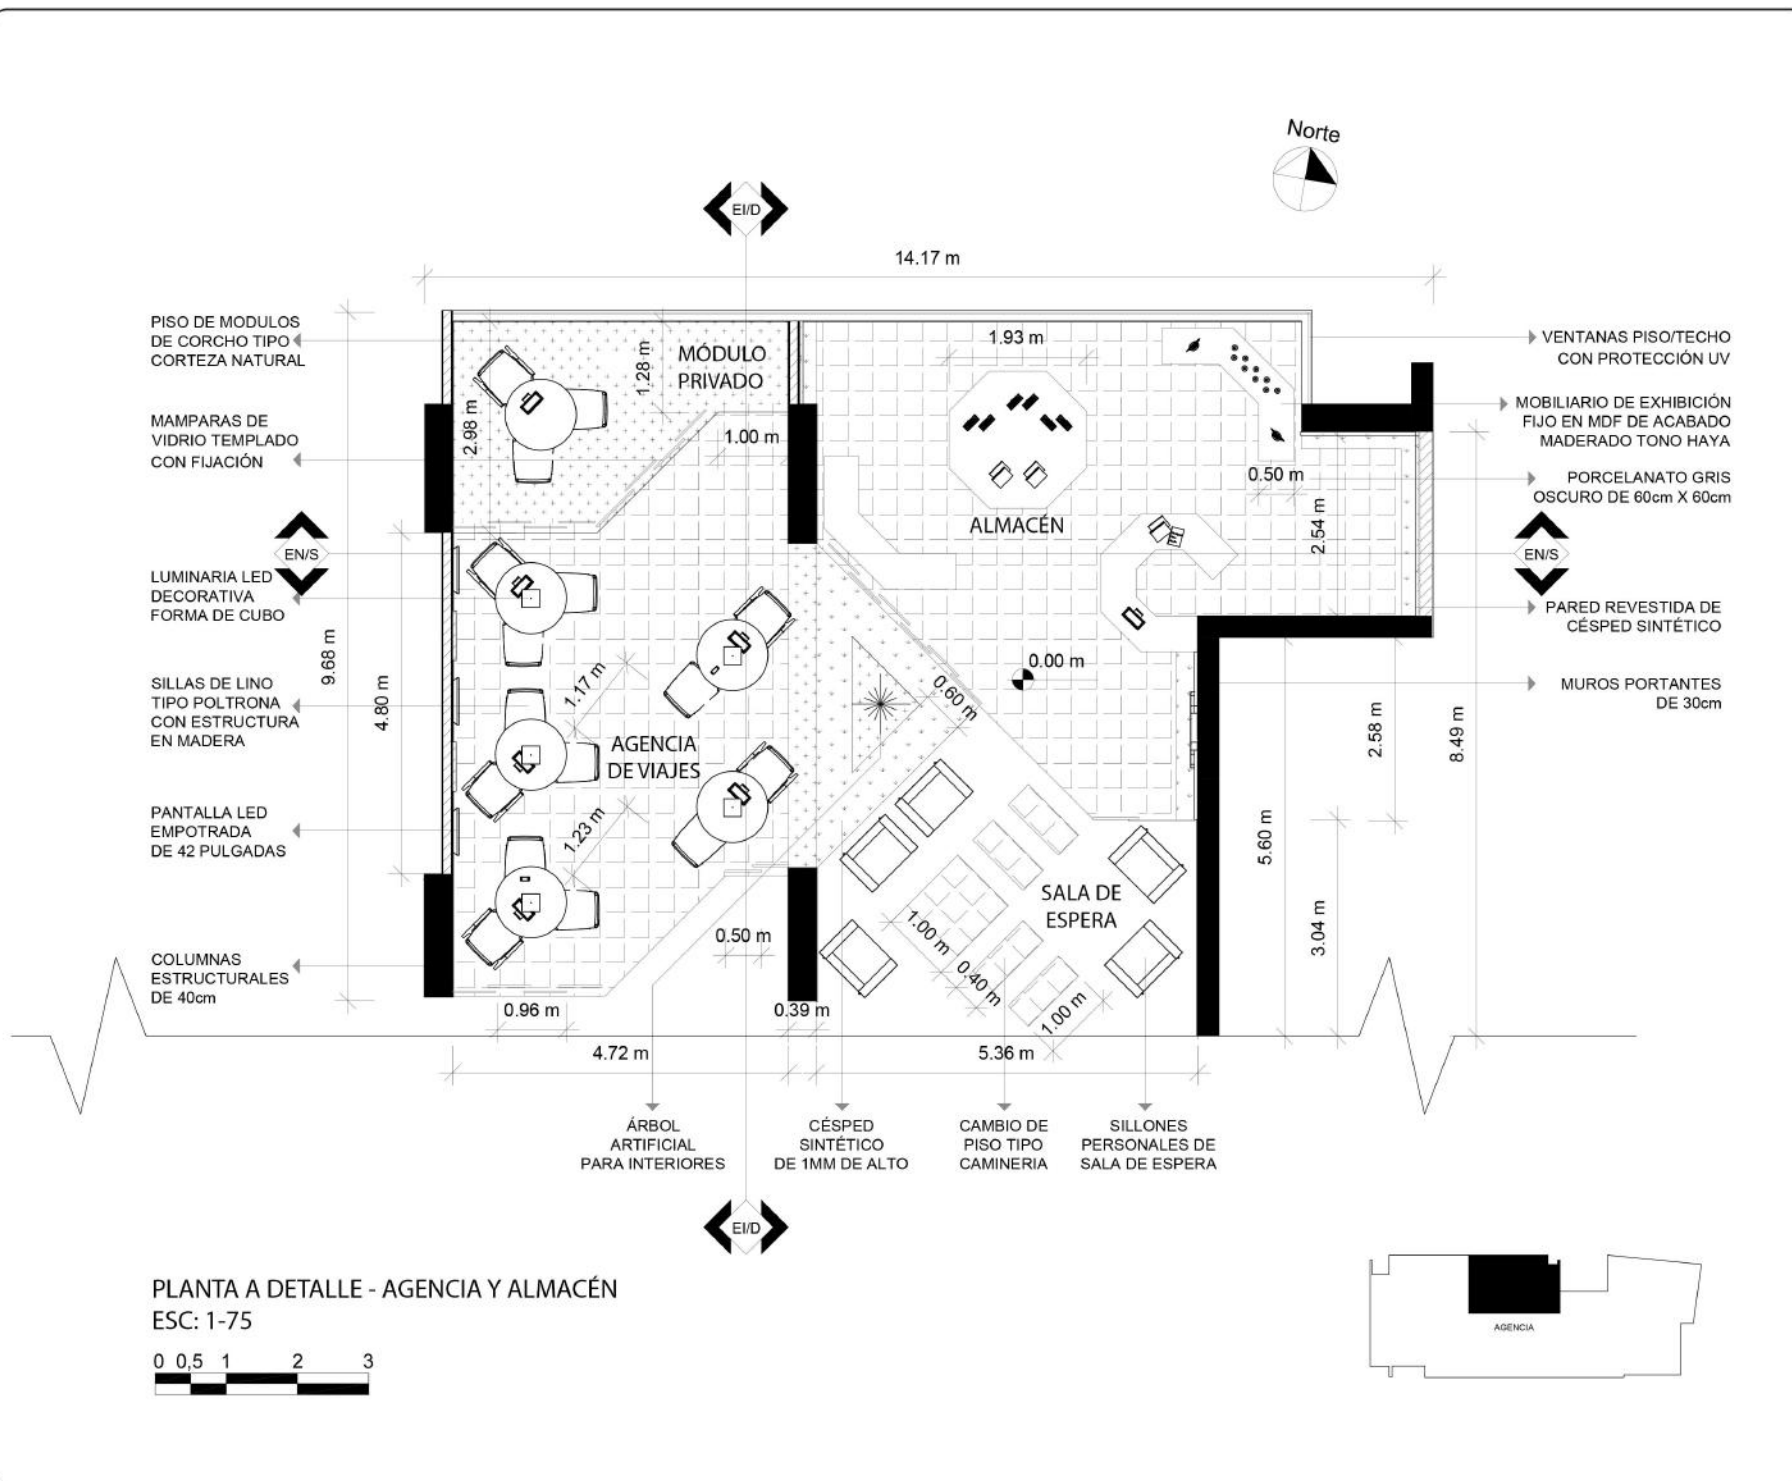 Norte
EI/D
14.17 m
PISO DE MODULOS
DE CORCHO TIPO
CORTEZA NATURAL
MAMPARAS DE
VIDRIO TEMPLADO
CON FIJACIÓN
EN/S
LUMINARIA LED
DECORATIVA
FORMA DE CUBO
SILLAS DE LINO
TIPO POLTRONA
CON ESTRUCTURA
EN MADERA
PANTALLA LED
EMPOTRADA
DE 42 PULGADAS
COLUMNAS
ESTRUCTURALES
DE 40cm
9.68 m
4.80 m
2.98 m
1.28 m
MÓDULO
PRIVADO
1.00 m
1.93 m
ALMACÉN
0.50 m
2.54 m
0.00 m
0.60 m
1.17 m
AGENCIA
DE VIAJES
1.23 m
SALA DE
ESPERA
1.00 m
0.40 m
1.00 m
0.50 m
0.96 m
0.39 m
4.72 m
5.36 m
5.60 m
3.04 m
2.58 m
8.49 m
VENTANAS PISO/TECHO
CON PROTECCIÓN UV
MOBILIARIO DE EXHIBICIÓN
FIJO EN MDF DE ACABADO
MADERADO TONO HAYA
PORCELANATO GRIS
OSCURO DE 60cm X 60cm
EN/S
PARED REVESTIDA DE
CÉSPED SINTÉTICO
MUROS PORTANTES
DE 30cm
ÁRBOL
ARTIFICIAL
PARA INTERIORES
CÉSPED
SINTÉTICO
DE 1MM DE ALTO
CAMBIO DE
PISO TIPO
CAMINERIA
SILLONES
PERSONALES DE
SALA DE ESPERA
EI/D
PLANTA A DETALLE - AGENCIA Y ALMACÉN
ESC: 1-75
0 0,5 1 2 3
AGENCIA